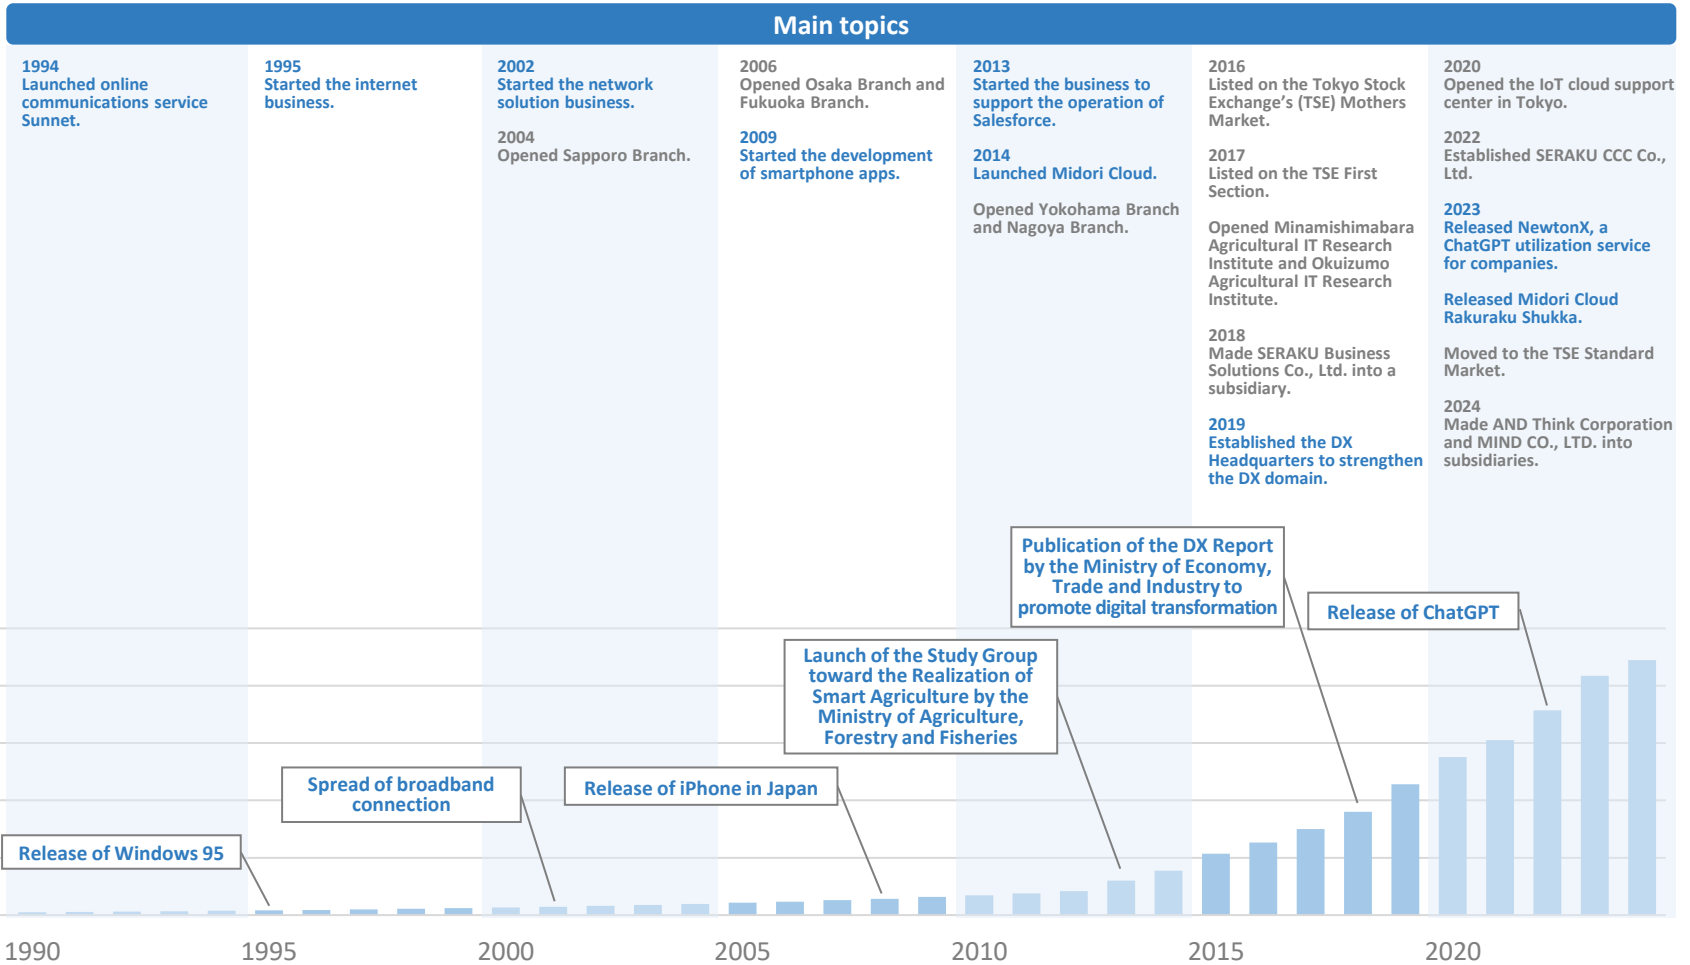 Main topics
1994
Launched online
communications service
Sunnet.
1995
Started the internet
business.
2002
Started the network
solution business.
2004
Opened Sapporo Branch.
2006
Opened Osaka Branch and
Fukuoka Branch.
2009
Started the development
of smartphone apps.
2013
Started the business to
support the operation of
Salesforce.
2014
Launched Midori Cloud.
Opened Yokohama Branch
and Nagoya Branch.
2016
Listed on the Tokyo Stock
Exchange's (TSE) Mothers
Market.
2017
Listed on the TSE First
Section.
Opened Minamishimabara
Agricultural IT Research
Institute and Okuizumo
Agricultural IT Research
Institute.
2018
Made SERAKU Business
Solutions Co., Ltd. into a
subsidiary.
2019
Established the DX
Headquarters to strengthen
the DX domain.
2020
Opened the IoT cloud support
center in Tokyo.
2022
Established SERAKU CCC Co.,
Ltd.
2023
Released NewtonX, a
ChatGPT utilization service
for companies.
Released Midori Cloud
Rakuraku Shukka.
Moved to the TSE Standard
Market.
2024
Made AND Think Corporation
and MIND CO., LTD. into
subsidiaries.
Release of Windows 95
Spread of broadband
connection
Release of iPhone in Japan
Launch of the Study Group
toward the Realization of
Smart Agriculture by the
Ministry of Agriculture,
Forestry and Fisheries
Publication of the DX Report
by the Ministry of Economy,
Trade and Industry to
promote digital transformation
Release of ChatGPT
1990
1995
2000
2005
2010
2015
2020